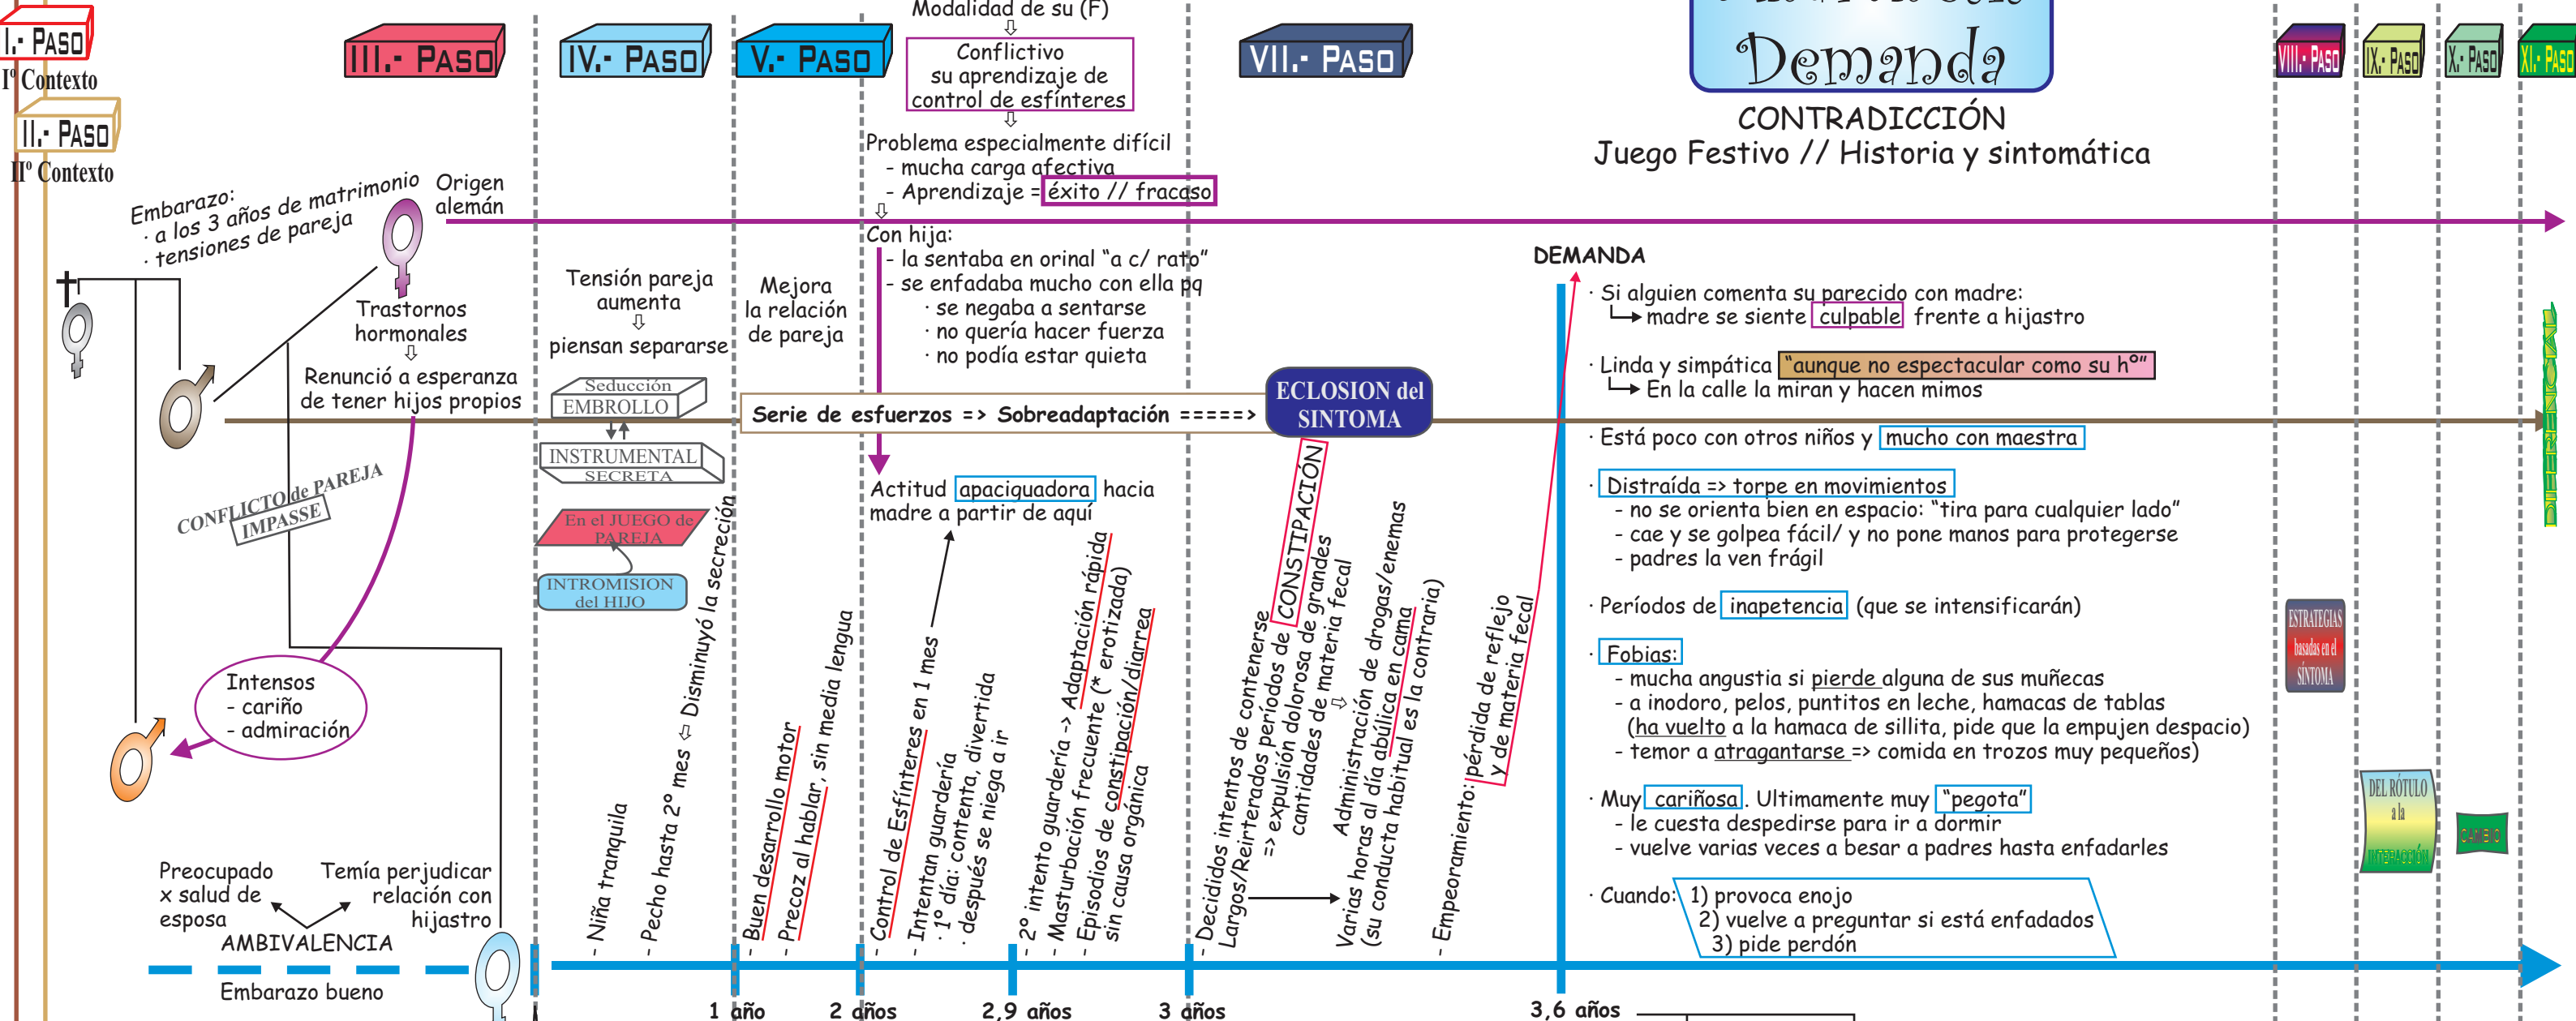 I.- PASO
Iº Contexto
II.- PASO
IIº Contexto
III.- PASO
IV.- PASO
V.- PASO
Modalidad de su (F)
Conflictivo
su aprendizaje de
control de esfínteres
Problema especialmente difícil
- mucha carga afectiva
- Aprendizaje = éxito // fracaso
VII.- PASO
Demanda
CONTRADICCIÓN
Juego Festivo // Historia y sintomática
VIII.- PASO
IX.- PASO
X.- PASO
XI.- PASO
Embarazo:
· a los 3 años de matrimonio
· tensiones de pareja
Origen
alemán
Trastornos
hormonales
Renunció a esperanza
de tener hijos propios
CONFLICTO de PAREJA
IMPASSE
Intensos
- cariño
- admiración
Preocupado
x salud de
esposa
Temía perjudicar
relación con
hijastro
AMBIVALENCIA
Embarazo bueno
Tensión pareja
aumenta
piensan separarse
Seducción
EMBROLLO
INSTRUMENTAL
SECRETA
En el JUEGO de
PAREJA
INTROMISION
del HIJO
- Niña tranquila
- Pecho hasta 2º mes ⇨ Disminuyó la secreción
Mejora
la relación
de pareja
Con hija:
- la sentaba en orinal "a c/ rato"
- se enfadaba mucho con ella pq
· se negaba a sentarse
· no quería hacer fuerza
· no podía estar quieta
Serie de esfuerzos => Sobreadaptación =====>
ECLOSION del
SINTOMA
Actitud apaciguadora hacia
madre a partir de aquí
- Buen desarrollo motor
- Precoz al hablar, sin media lengua
- Control de Esfínteres en 1 mes
- Intentan guardería
· 1º día: contenta, divertida
· después se niega a ir
- 2º intento guardería -> Adaptación rápida
- Masturbación frecuente (* erotizada)
- Episodios de constipación/diarrea
sin causa orgánica
- Decididos intentos de contenerse
Largos/Reirterados períodos de CONSTIPACIÓN
=> expulsión dolorosa de grandes
cantidades de materia fecal
Administración de drogas/enemas
Varias horas al día abúlica en cama
(su conducta habitual es la contraria)
- Empeoramiento: pérdida de reflejo
y de materia fecal
DEMANDA
· Si alguien comenta su parecido con madre:
madre se siente culpable frente a hijastro
· Linda y simpática "aunque no espectacular como su hº"
En la calle la miran y hacen mimos
· Está poco con otros niños y mucho con maestra
· Distraída => torpe en movimientos
- no se orienta bien en espacio: "tira para cualquier lado"
- cae y se golpea fácil/ y no pone manos para protegerse
- padres la ven frágil
· Períodos de inapetencia (que se intensificarán)
· Fobias:
- mucha angustia si pierde alguna de sus muñecas
- a inodoro, pelos, puntitos en leche, hamacas de tablas
(ha vuelto a la hamaca de sillita, pide que la empujen despacio)
- temor a atragantarse => comida en trozos muy pequeños)
· Muy cariñosa. Ultimamente muy "pegota"
- le cuesta despedirse para ir a dormir
- vuelve varias veces a besar a padres hasta enfadarles
· Cuando: 1) provoca enojo
2) vuelve a preguntar si está enfadados
3) pide perdón
ESTRATEGIAS
basadas en el
SÍNTOMA
DEL RÓTULO
a la
INTERACCIÓN
CAMBIO
1 año
2 años
2,9 años
3 años
3,6 años